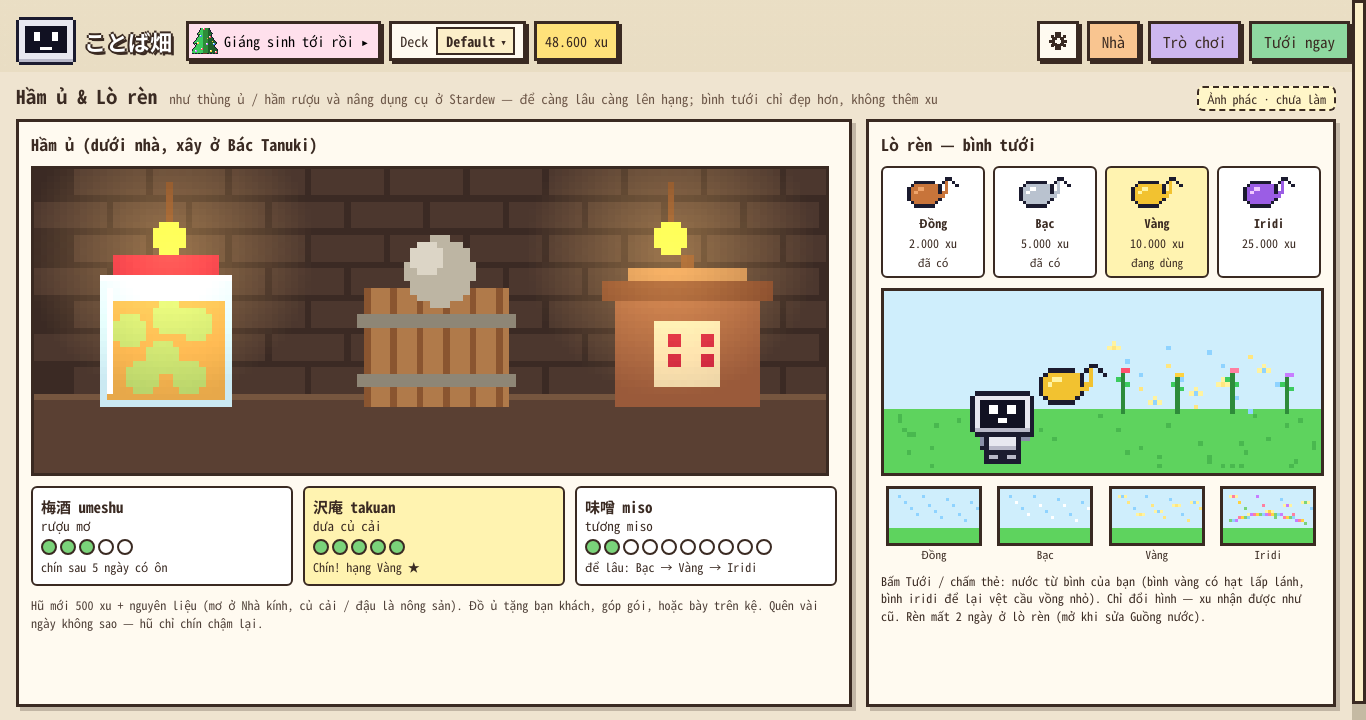 ことば畑
Giáng sinh tới rồi ▸
Deck Default ▾
48.600 xu
Nhà
Trò chơi
Tưới ngay
Hầm ủ & Lò rèn như thùng ủ / hầm rượu và nâng dụng cụ ở Stardew — để càng lâu càng lên hạng; bình tưới chỉ đẹp hơn, không thêm xu
Ảnh phác · chưa làm
Hầm ủ (dưới nhà, xây ở Bác Tanuki)
梅酒 umeshu
rượu mơ
chín sau 5 ngày có ôn
沢庵 takuan
dưa củ cải
Chín! hạng Vàng ★
味噌 miso
tương miso
để lâu: Bạc → Vàng → Iridi
Hũ mới 500 xu + nguyên liệu (mơ ở Nhà kính, củ cải / đậu là nông sản). Đồ ủ tặng bạn khách, góp gói, hoặc bày trên kệ. Quên vài
ngày không sao — hũ chỉ chín chậm lại.
Lò rèn — bình tưới
Đồng
2.000 xu
đã có
Bạc
5.000 xu
đã có
Vàng
10.000 xu
đang dùng
Iridi
25.000 xu
Đồng
Bạc
Vàng
Iridi
Bấm Tưới / chấm thẻ: nước từ bình của bạn (bình vàng có hạt lấp lánh,
bình iridi để lại vệt cầu vồng nhỏ). Chỉ đổi hình — xu nhận được như
cũ. Rèn mất 2 ngày ở lò rèn (mở khi sửa Guồng nước).